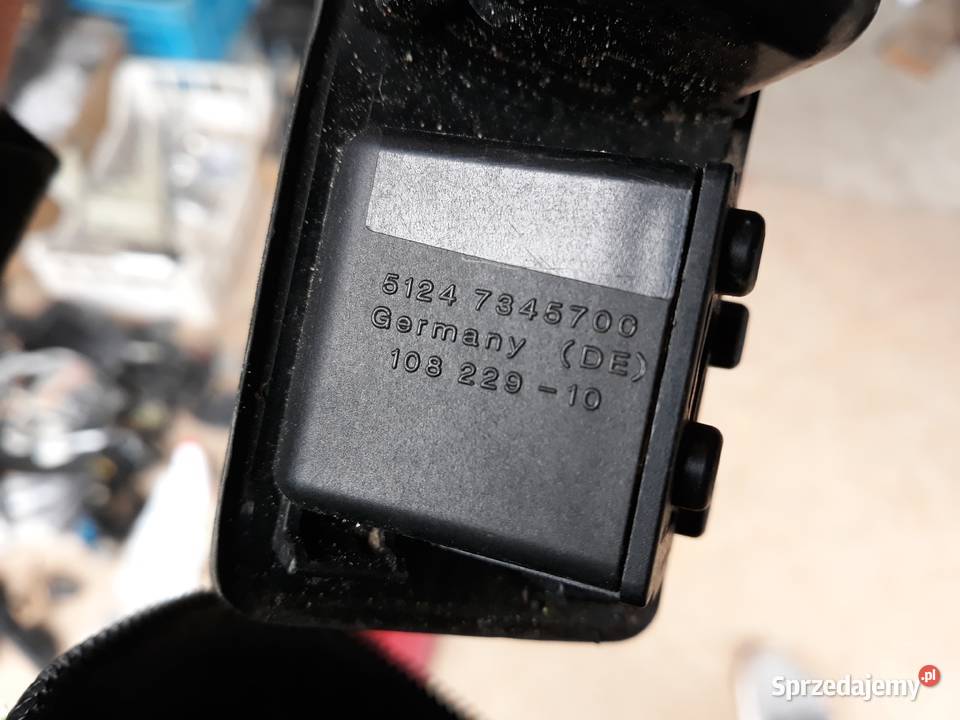 5124 7345700
Germany (DE)
108 229-10
Sprzedajemy.pl